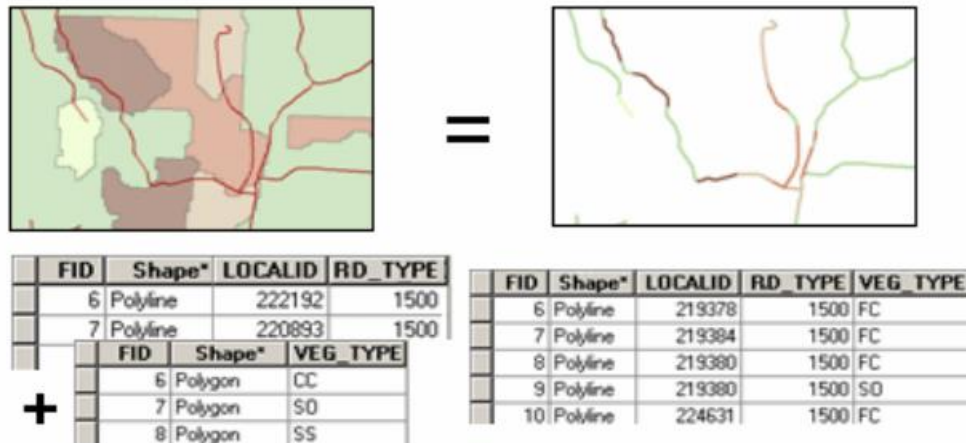 =
FID Shape* LOCALID RD_TYPE
6 Polyline 222192 1500
7 Polyline 220893 1500
+
FID Shape* VEG_TYPE
6 Polygon CC
7 Polygon SO
8 Polygon SS
FID Shape* LOCALID RD_TYPE VEG_TYPE
6 Polyline 219378 1500 FC
7 Polyline 219384 1500 FC
8 Polyline 219380 1500 FC
9 Polyline 219380 1500 SO
10 Polyline 224631 1500 FC